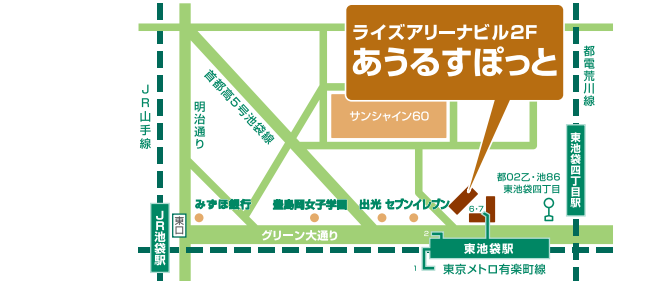 ライズアリーナビル2F
あうるすぽっと
都電荒川線
JR山手線
首都高5号池袋線
明治通り
サンシャイン60
東池袋四丁目駅
都02乙・池86
東池袋四丁目
みずほ銀行
豊島岡女子学園
出光
セブンイレブン
6・7
JR池袋駅
東口
グリーン大通り
2
東池袋駅
1
東京メトロ有楽町線